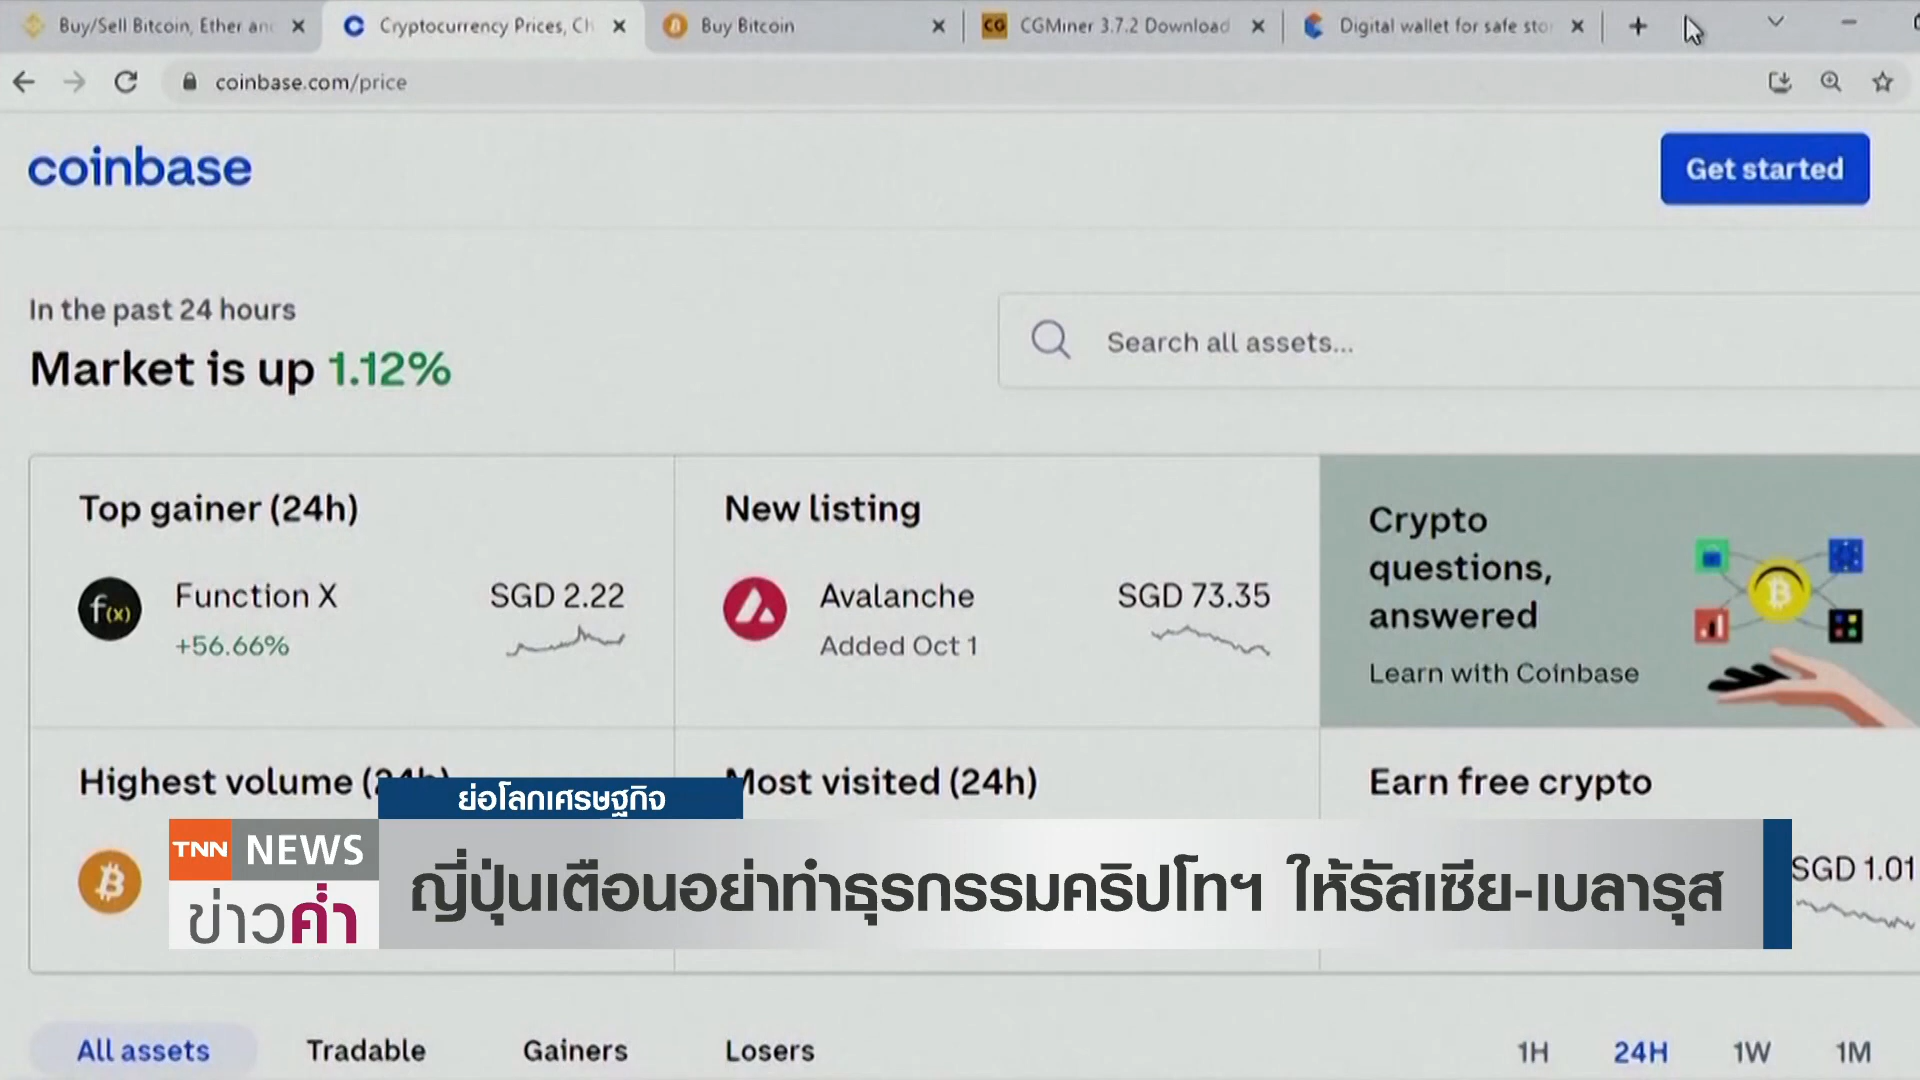 Buy/Sell Bitcoin, Ether an
Cryptocurrency Prices, Ch
Buy Bitcoin
CG
CGMiner 3.7.2 Download
Digital wallet for safe sto
coinbase.com/price
coinbase
Get started
In the past 24 hours
Market is up 1.12%
Search all assets...
Top gainer (24h)
Function X
SGD 2.22
f(x)
+56.66%
New listing
Avalanche
SGD 73.35
Added Oct 1
Crypto
questions,
answered
Learn with Coinbase
Highest volume (24h)
Most visited (24h)
Earn free crypto
SGD 1.01
ย่อโลกเศรษฐกิจ
TNN NEWS
ข่าวค่ำ
ญี่ปุ่นเตือนอย่าทำธุรกรรมคริปโทฯ ให้รัสเซีย-เบลารุส
All assets
Tradable
Gainers
Losers
1H
24H
1W
1M